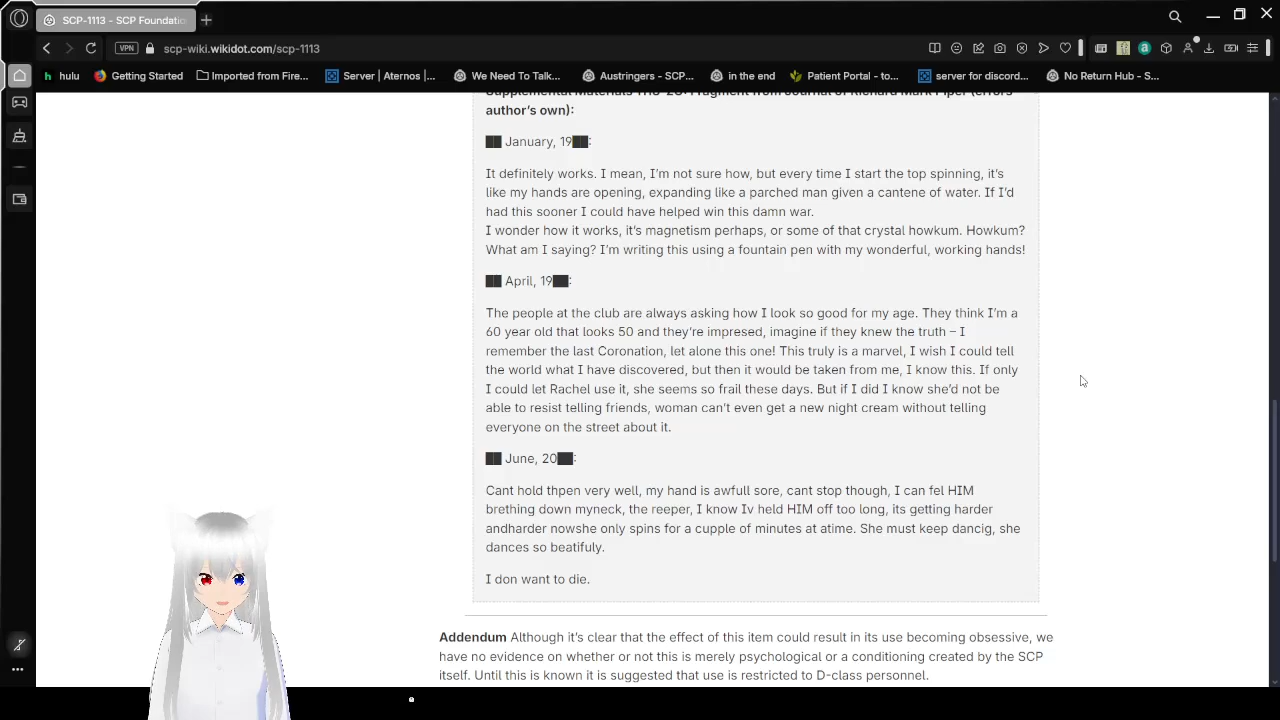 SCP-1113 - SCP Foundatio
VPN scp-wiki.wikidot.com/scp-1113
hulu Getting Started Imported from Fire... Server | Aternos |... We Need To Talk... Austringers - SCP... in the end Patient Portal - to... server for discord... No Return Hub - S...
author's own):
██ January, 19██:
It definitely works. I mean, I'm not sure how, but every time I start the top spinning, it's
like my hands are opening, expanding like a parched man given a cantene of water. If I'd
had this sooner I could have helped win this damn war.
I wonder how it works, it's magnetism perhaps, or some of that crystal howkum. Howkum?
What am I saying? I'm writing this using a fountain pen with my wonderful, working hands!
██ April, 19██:
The people at the club are always asking how I look so good for my age. They think I'm a
60 year old that looks 50 and they're impresed, imagine if they knew the truth – I
remember the last Coronation, let alone this one! This truly is a marvel, I wish I could tell
the world what I have discovered, but then it would be taken from me, I know this. If only
I could let Rachel use it, she seems so frail these days. But if I did I know she'd not be
able to resist telling friends, woman can't even get a new night cream without telling
everyone on the street about it.
██ June, 20██:
Cant hold thpen very well, my hand is awfull sore, cant stop though, I can fel HIM
brething down myneck, the reeper, I know Iv held HIM off too long, its getting harder
andharder nowshe only spins for a cupple of minutes at atime. She must keep dancig, she
dances so beatifuly.
I don want to die.
Addendum Although it's clear that the effect of this item could result in its use becoming obsessive, we
have no evidence on whether or not this is merely psychological or a conditioning created by the SCP
itself. Until this is known it is suggested that use is restricted to D-class personnel.